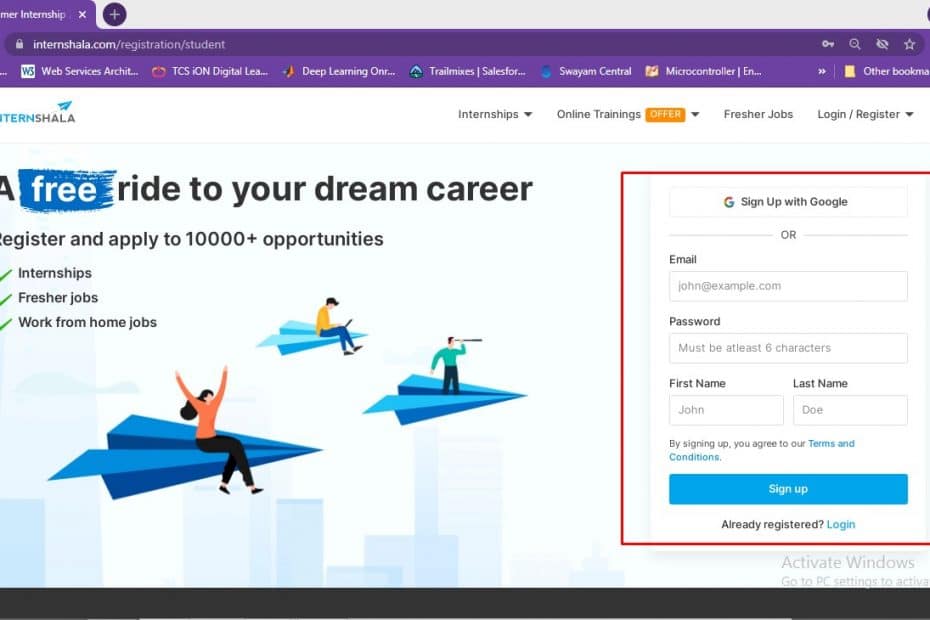 mer Internship
internshala.com/registration/student
... Web Services Archit... TCS iON Digital Lea... Deep Learning Onr... Trailmixes | Salesfor... Swayam Central Microcontroller | En... » Other bookma
NTERNSHALA
Internships Online Trainings OFFER Fresher Jobs Login / Register
A free ride to your dream career
Register and apply to 10000+ opportunities
Internships
Fresher jobs
Work from home jobs
Sign Up with Google
OR
Email
john@example.com
Password
Must be atleast 6 characters
First Name Last Name
John Doe
By signing up, you agree to our Terms and
Conditions.
Sign up
Already registered? Login
Activate Windows
Go to PC settings to activa